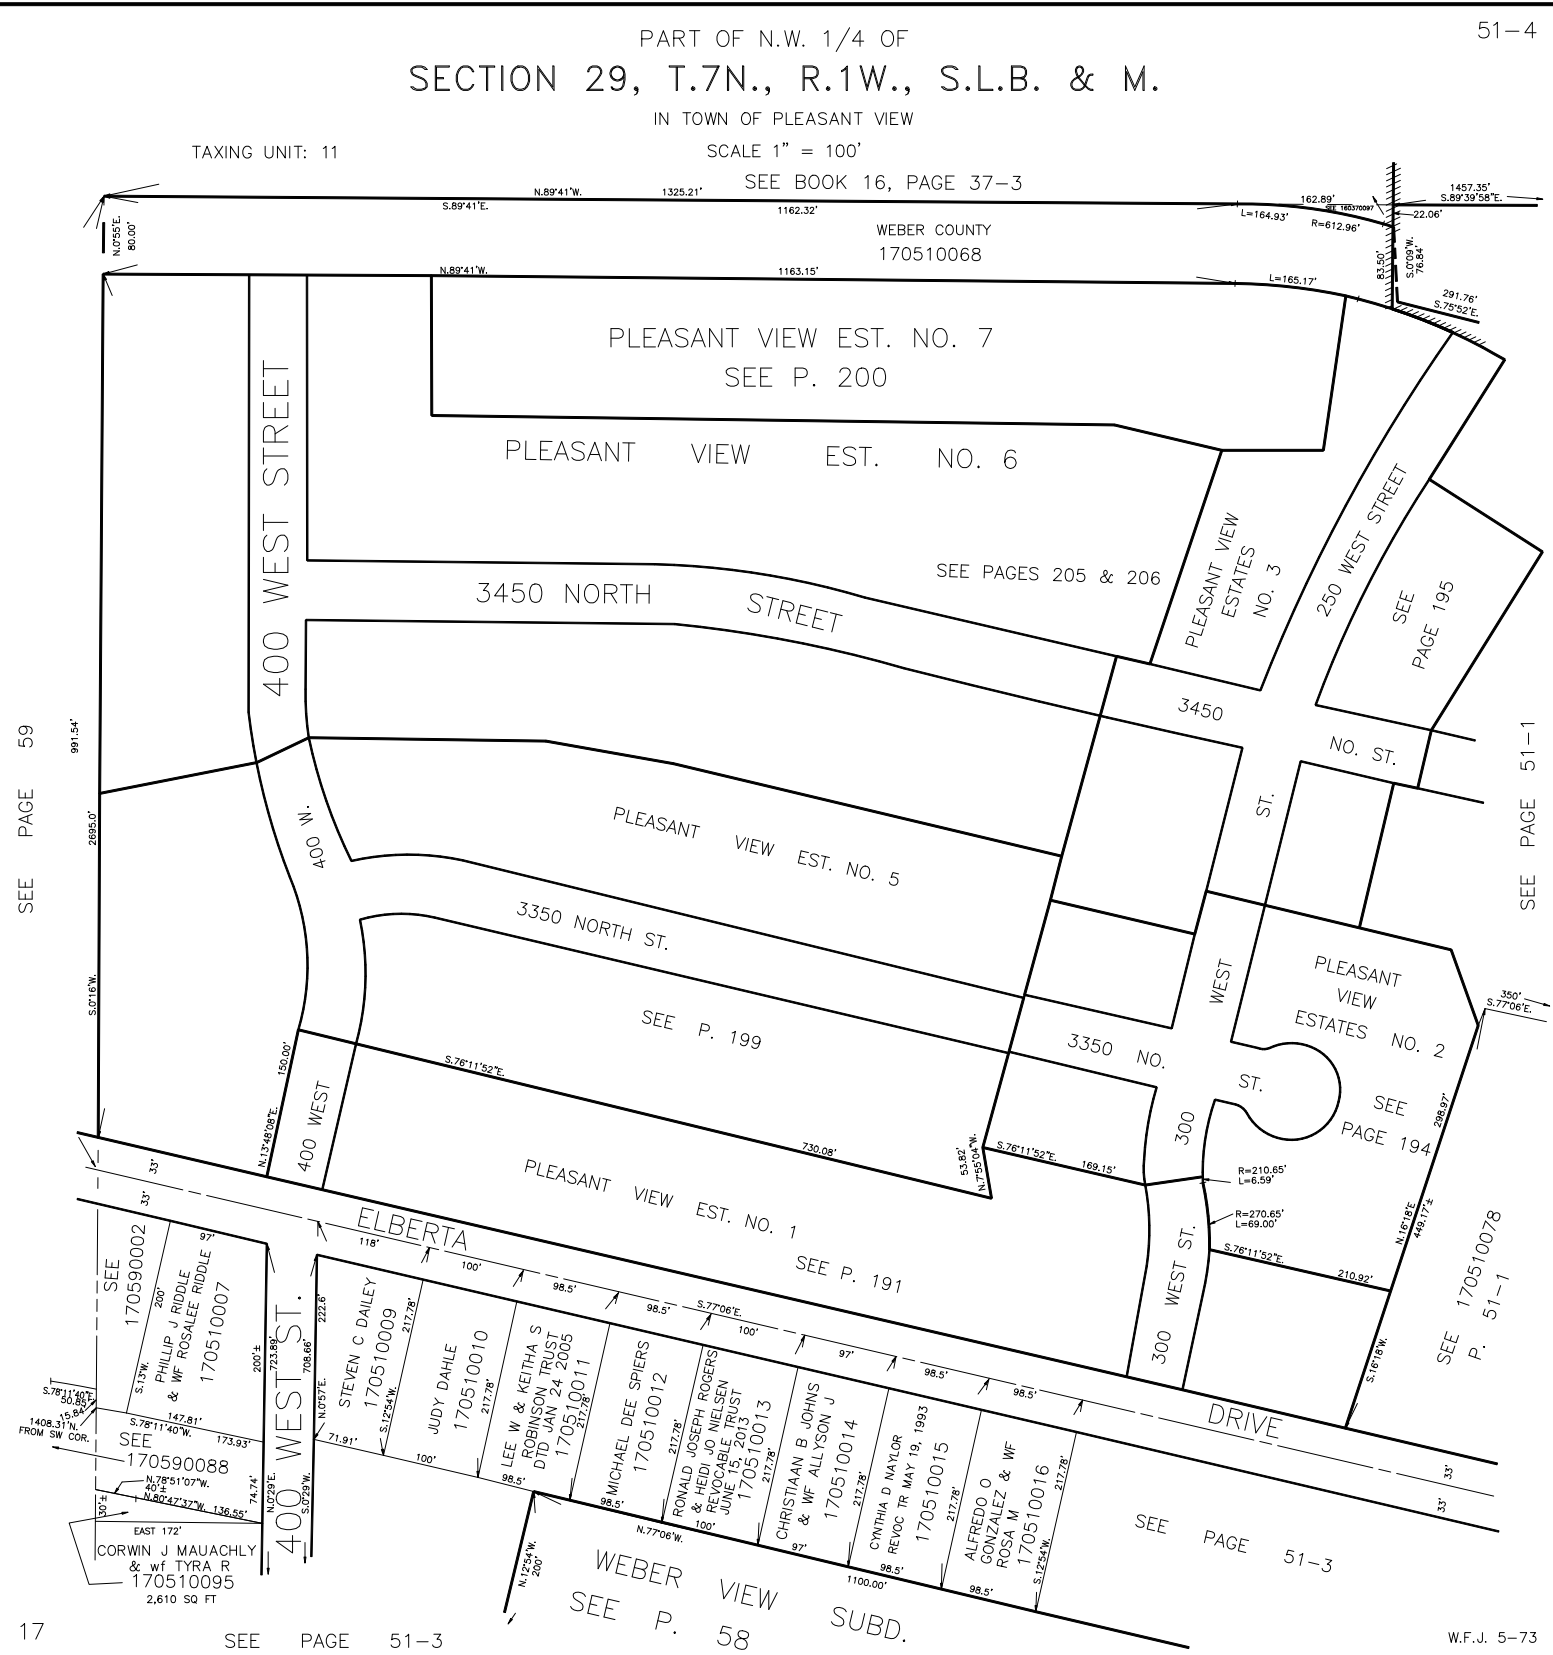 51-4
PART OF N.W. 1/4 OF
SECTION 29, T.7N., R.1W., S.L.B. & M.
IN TOWN OF PLEASANT VIEW
TAXING UNIT: 11
SCALE 1" = 100'
SEE BOOK 16, PAGE 37-3
N.89°41'W.
1325.21'
S.89°41'E.
1162.32'
162.89'
SEE 160370097
1457.35'
S.89°39'58"E.
22.06'
L=164.93'
R=612.96'
N.0°55'E.
80.00'
WEBER COUNTY
170510068
83.50'
S.0°09'W.
76.84'
N.89°41'W.
1163.15'
L=165.17'
291.76'
S.75°52'E.
PLEASANT VIEW EST. NO. 7
SEE P. 200
400 WEST STREET
PLEASANT VIEW EST. NO. 6
SEE PAGES 205 & 206
PLEASANT VIEW
ESTATES
NO. 3
250 WEST STREET
SEE
PAGE 195
3450 NORTH STREET
3450
NO. ST.
SEE PAGE 59
991.54'
2695.0'
S.0°16'W.
SEE PAGE 51-1
400 W.
PLEASANT VIEW EST. NO. 5
ST.
3350 NORTH ST.
WEST
PLEASANT
VIEW
ESTATES NO. 2
350'
S.77°06'E.
SEE P. 199
3350 NO.
ST.
SEE
PAGE 194
298.97'
150.00'
N.13°48'08"E.
S.76°11'52"E.
400 WEST
730.08'
53.82'
N.7°55'04"W.
S.76°11'52"E.
169.15'
300
R=210.65'
L=6.59'
R=270.65'
L=69.00'
N.16°18'E
449.17'±
S.76°11'52"E.
210.92'
PLEASANT VIEW EST. NO. 1
SEE P. 191
300 WEST ST.
SEE 170510078
P. 51-1
S.16°18'W.
33'
33'
ELBERTA
DRIVE
118'
100'
98.5'
98.5'
S.77°06'E.
100'
97'
98.5'
98.5'
33'
33'
SEE
170590002
97'
200'
S.13°W.
PHILLIP J RIDDLE
& WF ROSALEE RIDDLE
170510007
200'±
723.89'
400 WEST ST.
222.6'
708.66'
N.0°57'E.
STEVEN C DAILEY
170510009
217.78'
S.12°54'W.
JUDY DAHLE
170510010
217.78'
LEE W & KEITHA S
ROBINSON TRUST
DTD JAN 24 2005
170510011
217.78'
MICHAEL DEE SPIERS
170510012
217.78'
RONALD JOSEPH ROGERS
& HEIDI JO NIELSEN
REVOCABLE TRUST
JUNE 15, 2013
170510013
217.78'
CHRISTIAAN B JOHNS
& WF ALLYSON J
170510014
217.78'
CYNTHIA D NAYLOR
REVOC TR MAY 19, 1993
170510015
217.78'
ALFREDO O
GONZALEZ & WF
ROSA M
170510016
217.78'
S.12°54'W.
S.78°11'40"E.
50.85'
15.84'
1408.31'N.
FROM SW COR.
147.81'
S.78°11'40"W.
173.93'
SEE
170590088
N.78°51'07"W.
40'±
N.80°47'37"W.
136.55'
30'±
74.74'
N.0°29'E.
S.0°29'W.
EAST 172'
CORWIN J MAUACHLY
& wf TYRA R
170510095
2,610 SQ FT
71.91'
100'
98.5'
98.5'
N.77°06'W.
100'
97'
1100.00'
98.5'
98.5'
N.12°54'W.
200'
WEBER VIEW SUBD.
SEE P. 58
SEE PAGE 51-3
17
SEE PAGE 51-3
W.F.J. 5-73